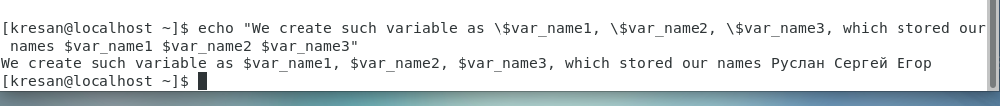 [kresan@localhost ~]$ echo "We create such variable as \$var_name1, \$var_name2, \$var_name3, which stored our
names $var_name1 $var_name2 $var_name3"
We create such variable as $var_name1, $var_name2, $var_name3, which stored our names Руслан Сергей Егор
[kresan@localhost ~]$